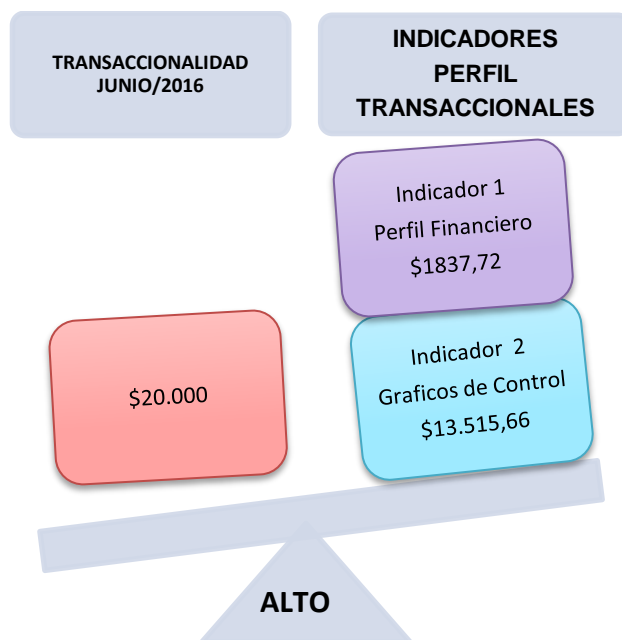 TRANSACCIONALIDAD
JUNIO/2016
INDICADORES
PERFIL
TRANSACCIONALES
Indicador 1
Perfil Financiero
$1837,72
Indicador 2
Graficos de Control
$13.515,66
$20.000
ALTO